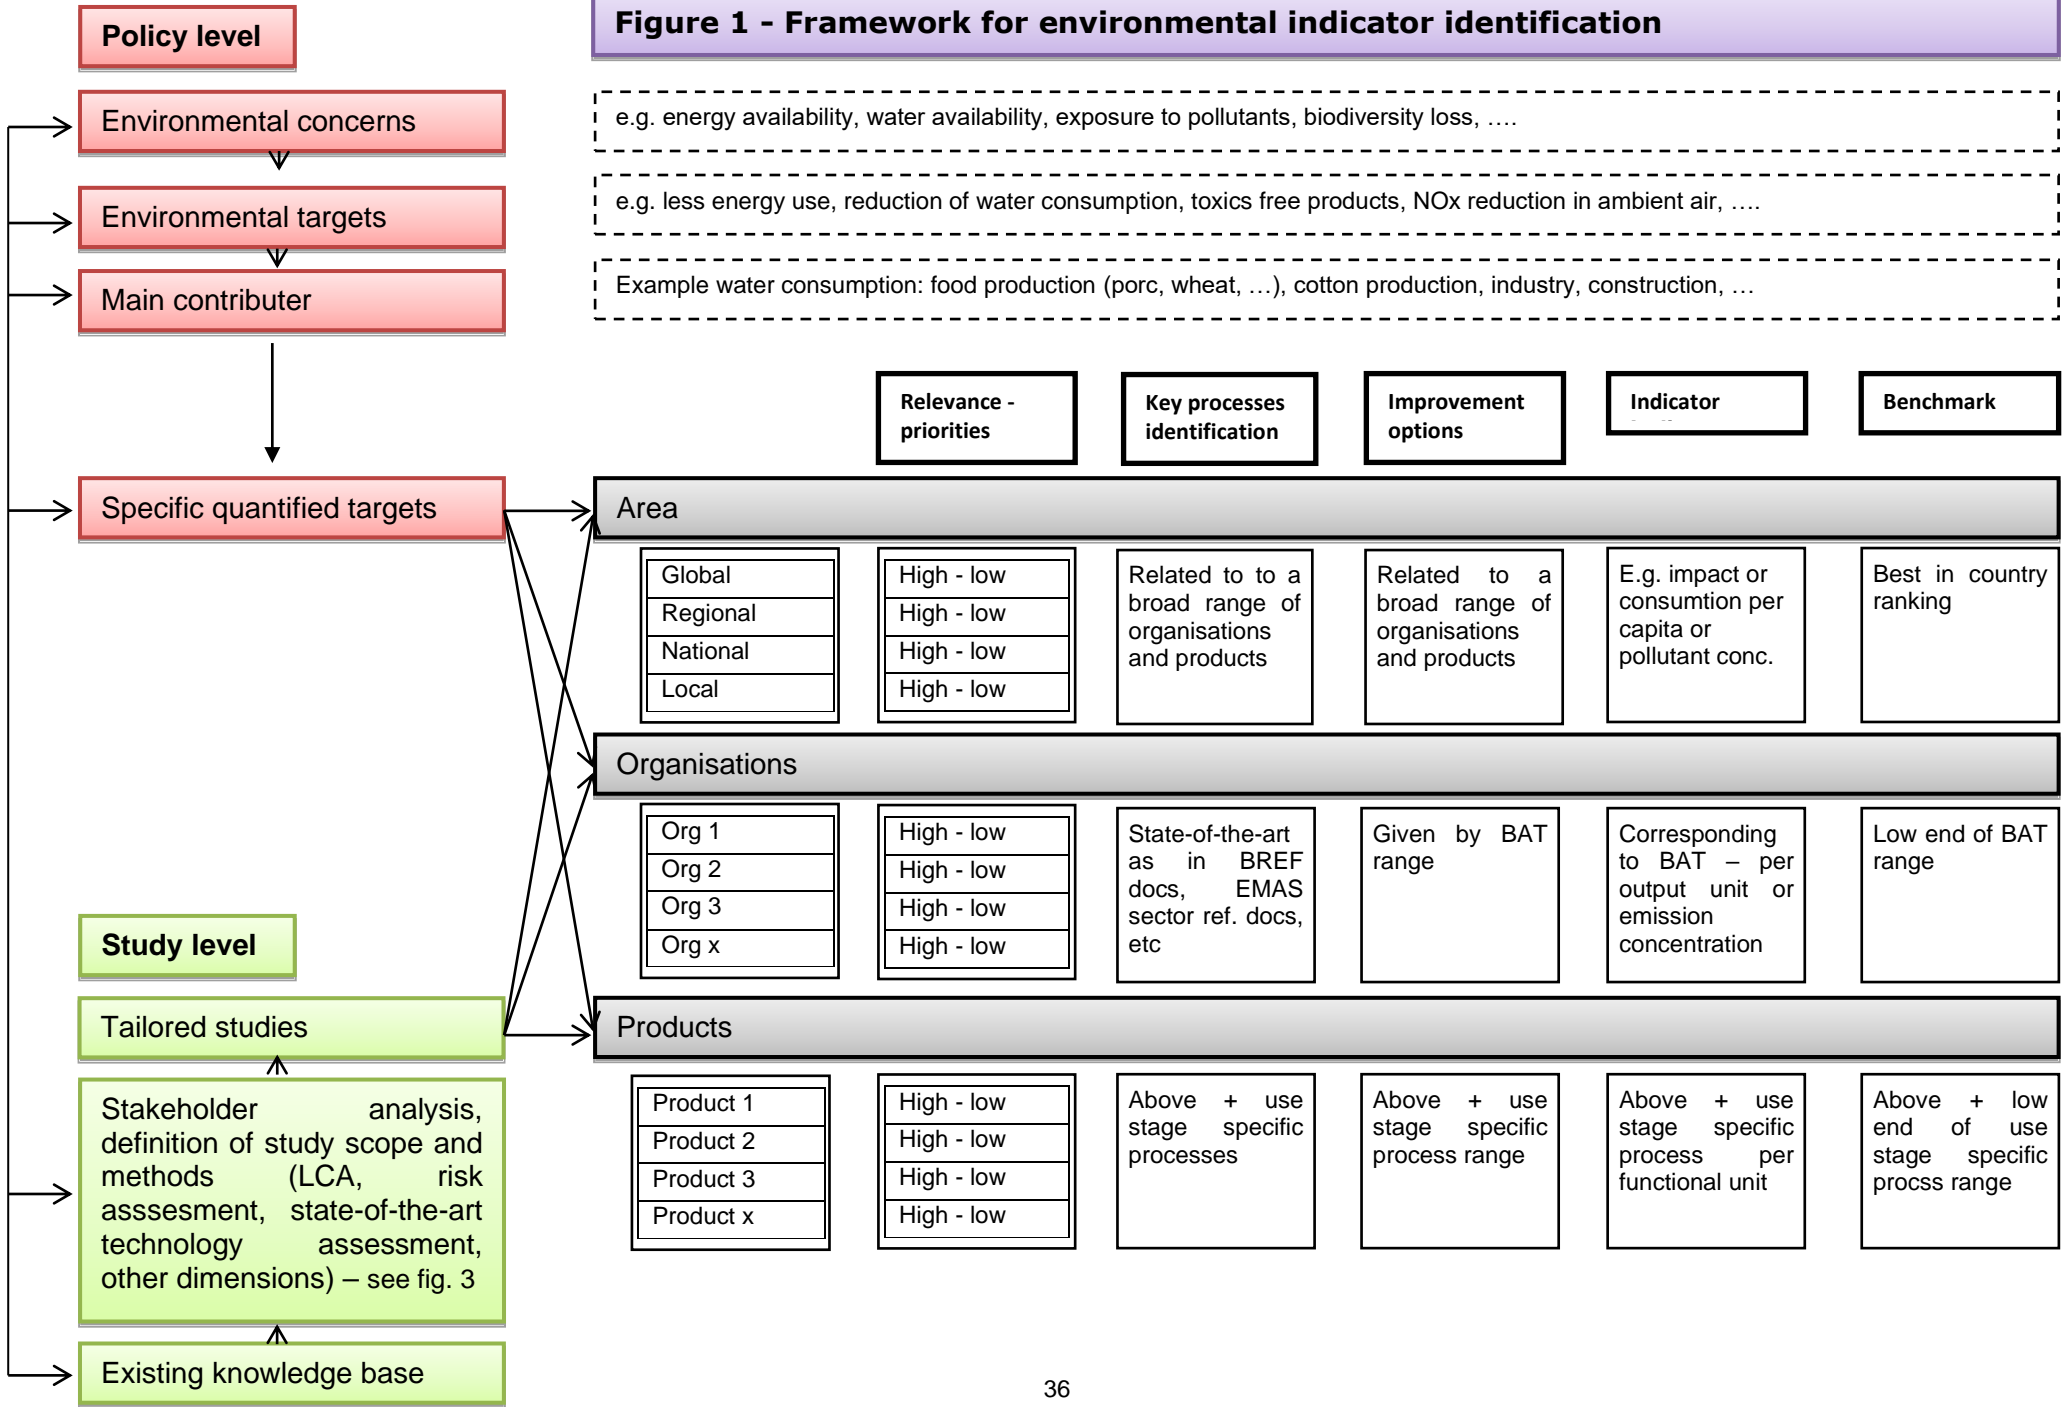 Policy level
Figure 1 - Framework for environmental indicator identification
Environmental concerns
e.g. energy availability, water availability, exposure to pollutants, biodiversity loss, ….
Environmental targets
e.g. less energy use, reduction of water consumption, toxics free products, NOx reduction in ambient air, ….
Main contributer
Example water consumption: food production (porc, wheat, …), cotton production, industry, construction, …
Relevance -
priorities
Key processes
identification
Improvement
options
Indicator
Benchmark
Specific quantified targets
Area
Global
Regional
National
Local
High - low
High - low
High - low
High - low
Related to to a
broad range of
organisations
and products
Related to a
broad range of
organisations
and products
E.g. impact or
consumtion per
capita or
pollutant conc.
Best in country
ranking
Organisations
Org 1
Org 2
Org 3
Org x
High - low
High - low
High - low
High - low
State-of-the-art
as in BREF
docs, EMAS
sector ref. docs,
etc
Given by BAT
range
Corresponding
to BAT – per
output unit or
emission
concentration
Low end of BAT
range
Study level
Tailored studies
Products
Product 1
Product 2
Product 3
Product x
High - low
High - low
High - low
High - low
Above + use
stage specific
processes
Above + use
stage specific
process range
Above + use
stage specific
process per
functional unit
Above + low
end of use
stage specific
procss range
Stakeholder analysis,
definition of study scope and
methods (LCA, risk
asssesment, state-of-the-art
technology assessment,
other dimensions) – see fig. 3
Existing knowledge base
36